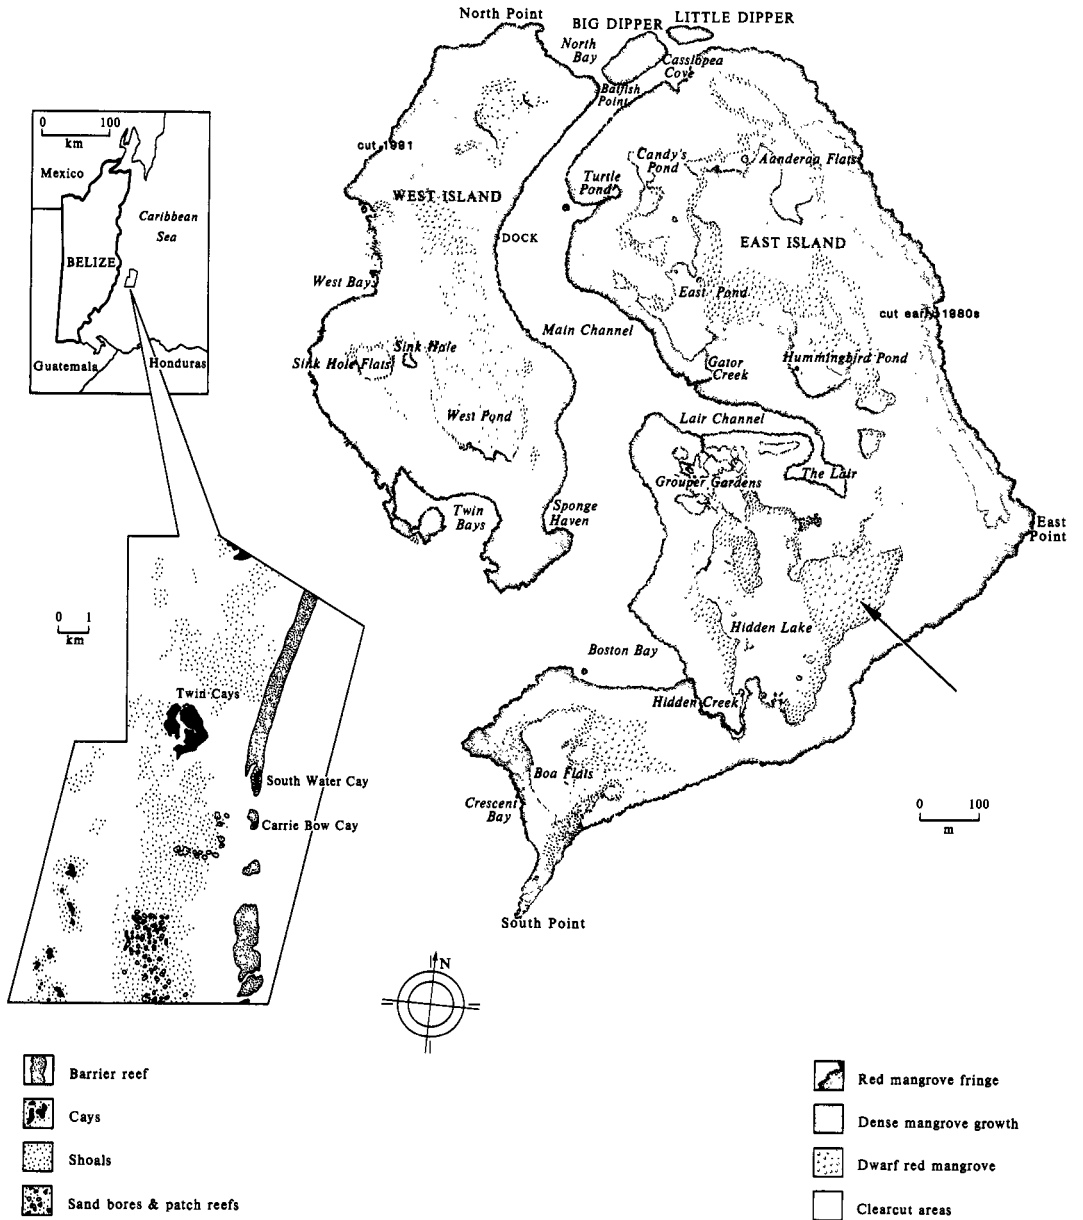 North Point
BIG DIPPER
LITTLE DIPPER
North
Bay
Cassiopea
Cove
Batfish
Point
0 100
km
Mexico
Caribbean
Sea
BELIZE
Guatemala
Honduras
cut 1991
WEST ISLAND
Turtle
Pond
Candy's
Pond
Aanderaa Flats
DOCK
EAST ISLAND
West Bay
East Pond
cut early 1980s
Main Channel
Sink Hole
Sink Hole Flats
Gator
Creek
Hummingbird Pond
West Pond
Lair Channel
The Lair
Grouper Gardens
Twin
Bays
Sponge
Haven
East
Point
0 1
km
Hidden Lake
Boston Bay
Hidden Creek
Twin Cays
South Water Cay
Carrie Bow Cay
Boa Flats
Crescent
Bay
0 100
m
South Point
N
Barrier reef
Cays
Shoals
Sand bores & patch reefs
Red mangrove fringe
Dense mangrove growth
Dwarf red mangrove
Clearcut areas